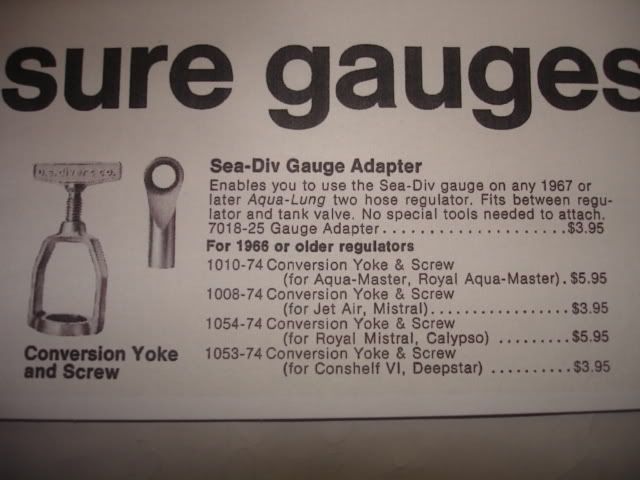 sure gauges
U.S. divers co.
Sea-Div Gauge Adapter
Enables you to use the Sea-Div gauge on any 1967 or
later Aqua-Lung two hose regulator. Fits between regu-
lator and tank valve. No special tools needed to attach.
7018-25 Gauge Adapter......................$3.95
For 1966 or older regulators
1010-74 Conversion Yoke & Screw
(for Aqua-Master, Royal Aqua-Master).$5.95
1008-74 Conversion Yoke & Screw
(for Jet Air, Mistral).................$3.95
1054-74 Conversion Yoke & Screw
(for Royal Mistral, Calypso) .........$5.95
1053-74 Conversion Yoke & Screw
(for Conshelf VI, Deepstar) ..........$3.95
Conversion Yoke
and Screw